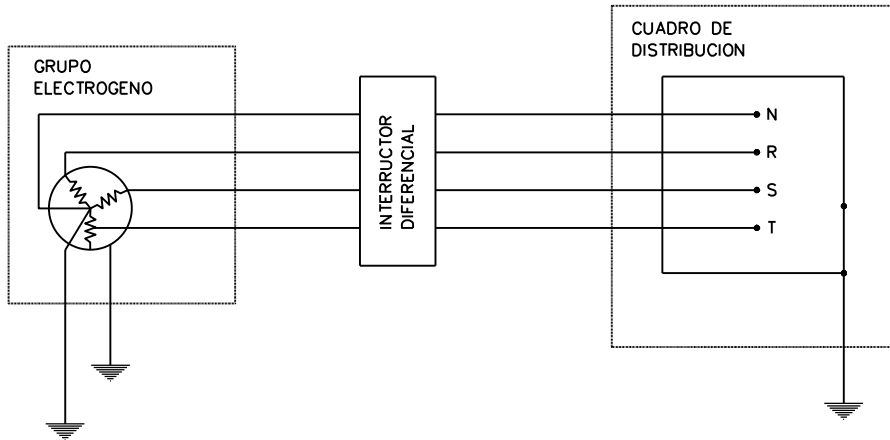 GRUPO
ELECTROGENO
INTERRUCTOR
DIFERENCIAL
CUADRO DE
DISTRIBUCION
N
R
S
T